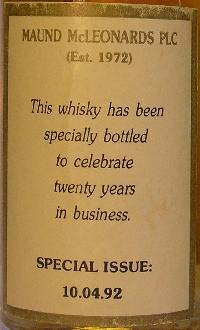 MAUND McLEONARDS PLC
(Est. 1972)
This whisky has been
specially bottled
to celebrate
twenty years
in business.
SPECIAL ISSUE:
10.04.92